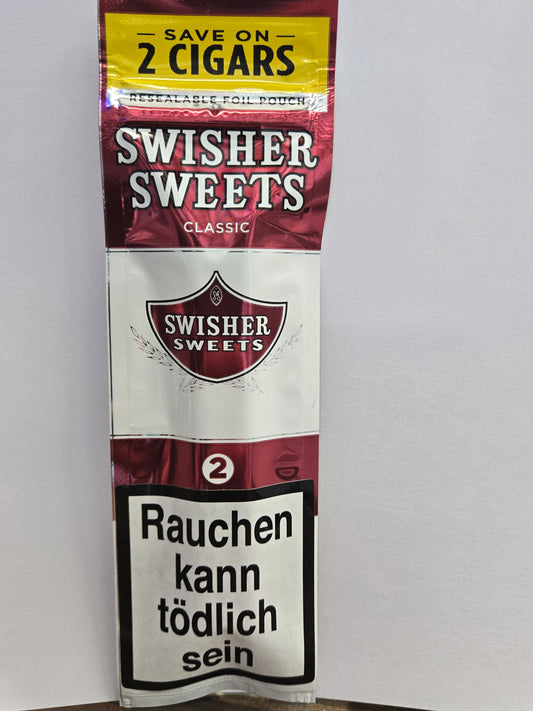 — SAVE ON —
2 CIGARS
RESEALABLE FOIL POUCH
SWISHER
SWEETS
CLASSIC
SWISHER
SWEETS
2
Rauchen
kann
tödlich
sein